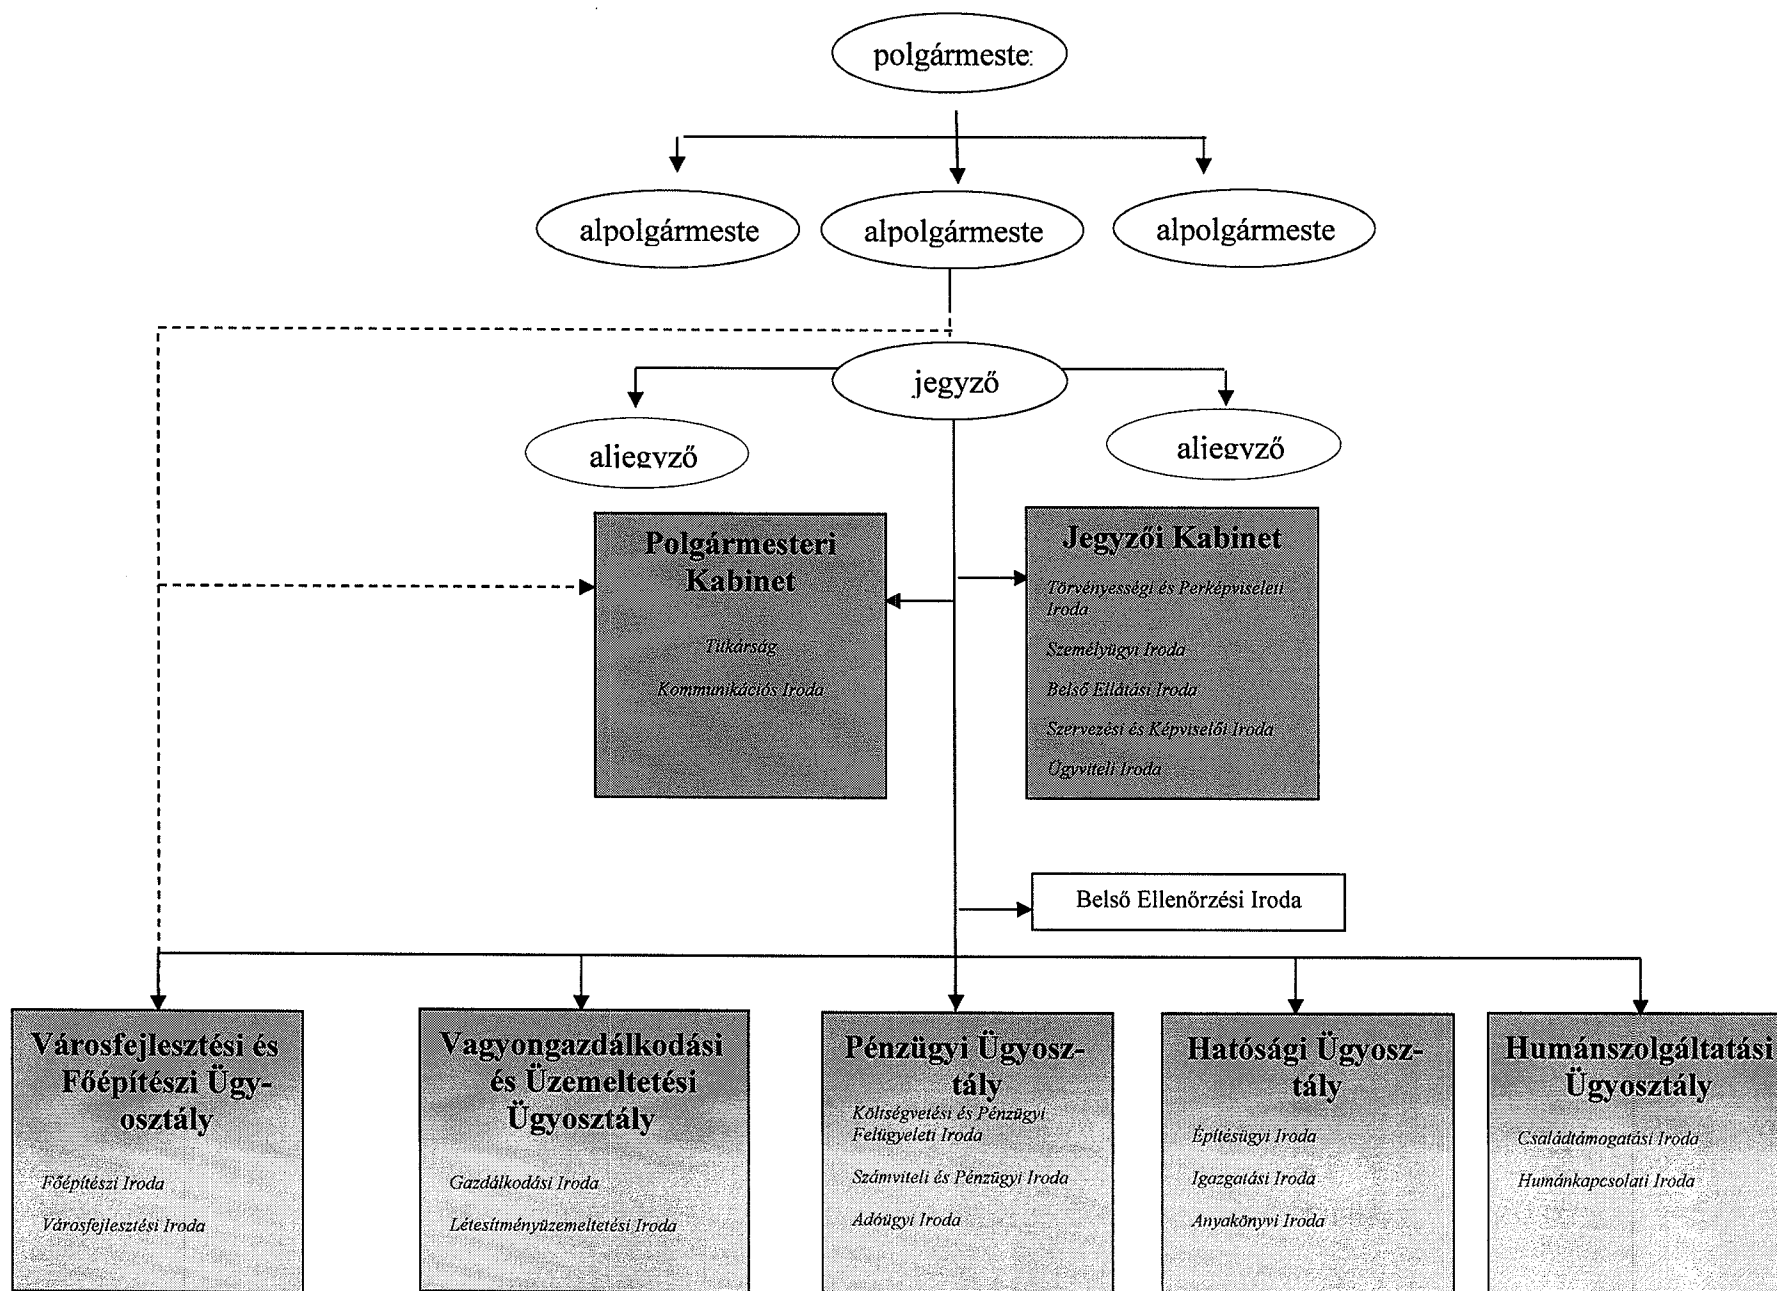 polgármeste:
alpolgármeste
alpolgármeste
alpolgármeste
jegyző
aljegyző
aljegyző
Polgármesteri
Kabinet
Titkárság
Kommunikációs Iroda
Jegyzői Kabinet
Törvényességi és Perképviseleti
Iroda
Személyügyi Iroda
Belső Ellátási Iroda
Szervezési és Képviselői Iroda
Ügyviteli Iroda
Belső Ellenőrzési Iroda
Városfejlesztési és
Főépítészi Ügy-
osztály
Főépítészi Iroda
Városfejlesztési Iroda
Vagyongazdálkodási
és Üzemeltetési
Ügyosztály
Gazdálkodási Iroda
Létesítményüzemeltetési Iroda
Pénzügyi Ügyosz-
tály
Költségvetési és Pénzügyi
Felügyeleti Iroda
Számviteli és Pénzügyi Iroda
Adóügyi Iroda
Hatósági Ügyosz-
tály
Építésügyi Iroda
Igazgatási Iroda
Anyakönyvi Iroda
Humánszolgáltatási
Ügyosztály
Családtámogatási Iroda
Humánkapcsolati Iroda